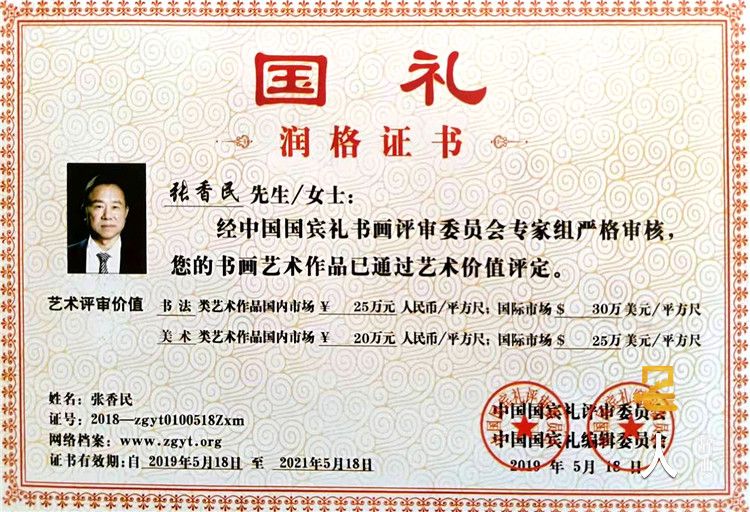 国礼
润格证书
张香民 先生/女士：
经中国国宾礼书画评审委员会专家组严格审核，
您的书画艺术作品已通过艺术价值评定。
艺术评审价值 书 法 类艺术作品国内市场 ¥ 25万元 人民币/平方尺；国际市场 $ 30万 美元/平方尺
美 术 类艺术作品国内市场 ¥ 20万元 人民币/平方尺；国际市场 $ 25万 美元/平方尺
姓名：张香民
证号：2018—zgyt0100518Zxm
网络档案：www.zgyt.org
证书有效期：自 2019年5月18日 至 2021年5月18日
中国国宾礼评审委员会
中国国宾礼编辑委员会
2019 年 5 月 18 日